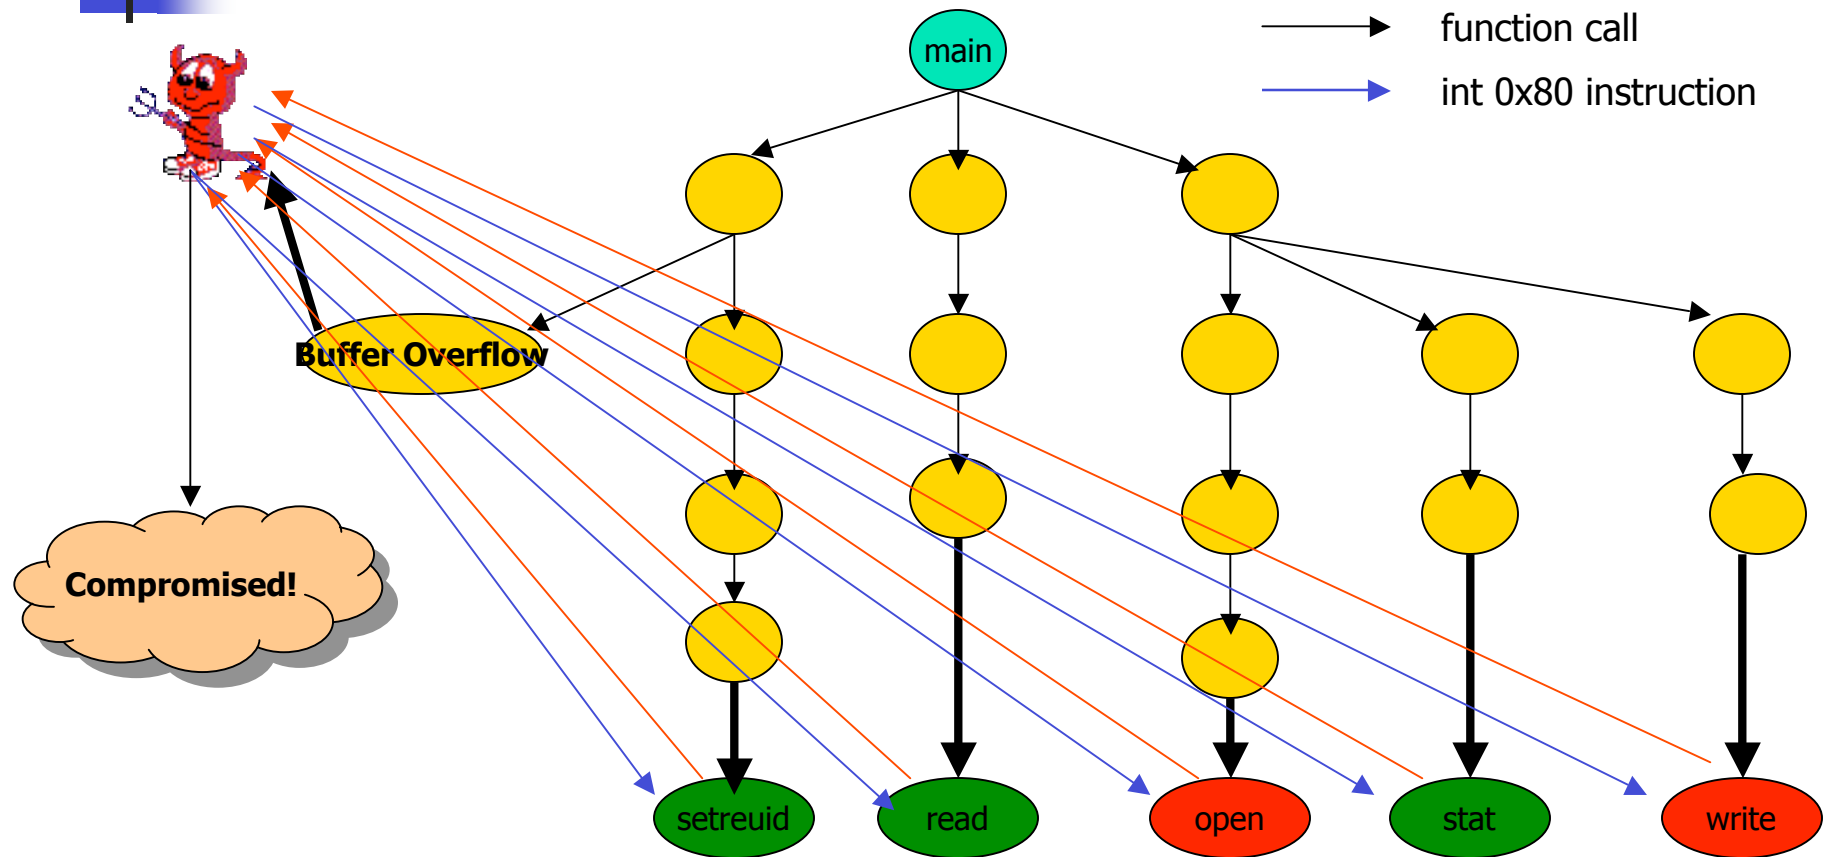 function call
main
int 0x80 instruction
Buffer Overflow
Compromised!
setreuid
read
open
stat
write